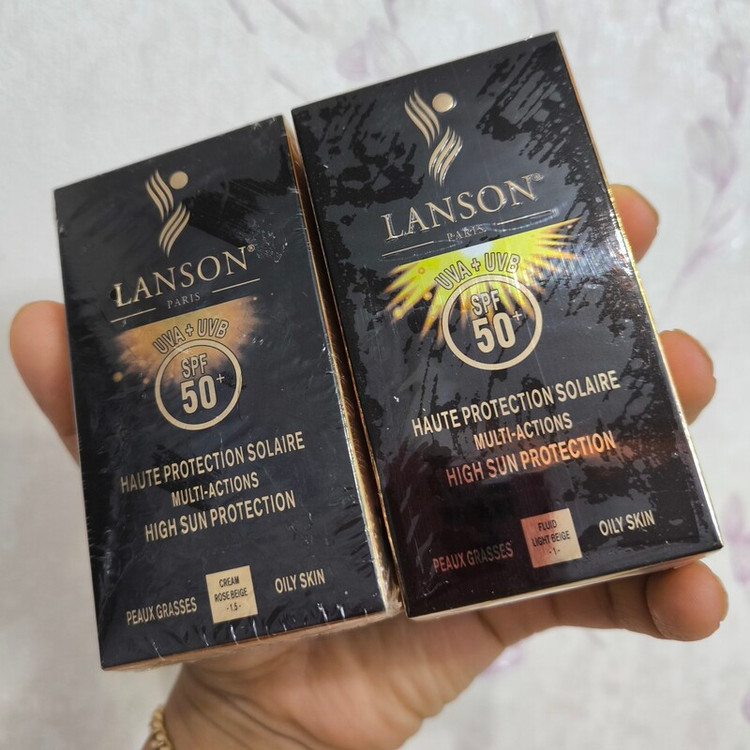 LANSON®
PARIS
UVA + UVB
SPF
50+
HAUTE PROTECTION SOLAIRE
MULTI-ACTIONS
HIGH SUN PROTECTION
PEAUX GRASSES
CREAM
ROSE BEIGE
-1.5-
OILY SKIN
LANSON®
PARIS
UVA + UVB
SPF
50+
HAUTE PROTECTION SOLAIRE
MULTI-ACTIONS
HIGH SUN PROTECTION
PEAUX GRASSES
FLUID
LIGHT BEIGE
-1-
OILY SKIN